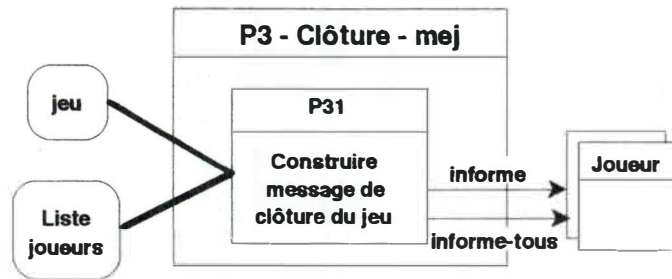 P3 - Clôture - mej
jeu
P31
Construire
message de
clôture du jeu
Liste
joueurs
informe
informe-tous
Joueur